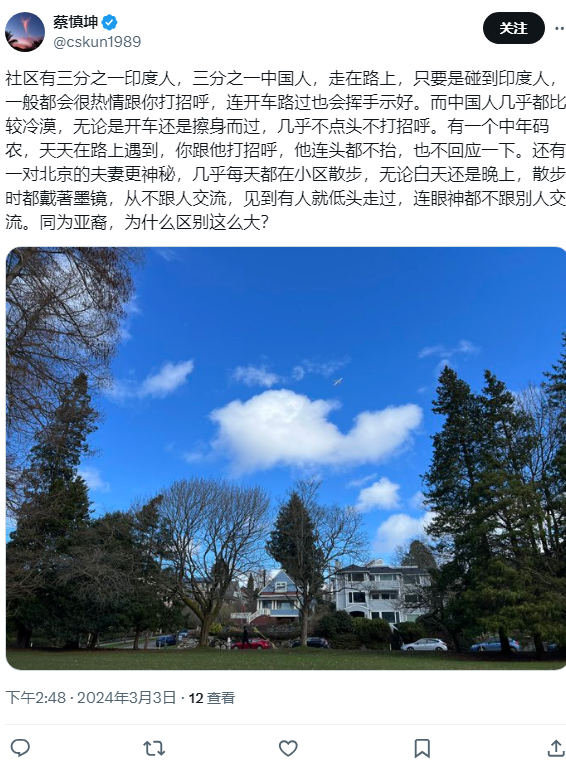 蔡慎坤
@cskun1989
关注
社区有三分之一印度人，三分之一中国人，走在路上，只要是碰到印度人，
一般都会很热情跟你打招呼，连开车路过也会挥手示好。而中国人几乎都比
较冷漠，无论是开车还是擦身而过，几乎不点头不打招呼。有一个中年码
农，天天在路上遇到，你跟他打招呼，他连头都不抬，也不回应一下。还有
一对北京的夫妻更神秘，几乎每天都在小区散步，无论白天还是晚上，散步
时都戴著墨镜，从不跟人交流，见到有人就低头走过，连眼神都不跟別人交
流。同为亚裔，为什么区别这么大？
下午2:48 · 2024年3月3日 · 12 查看